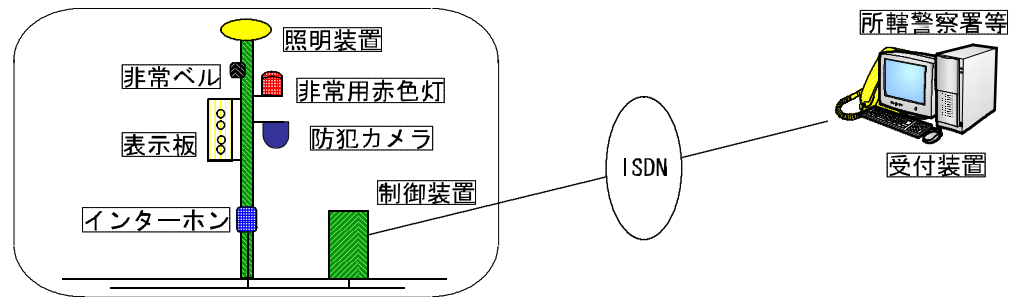 照明装置
非常ベル
非常用赤色灯
表示板
防犯カメラ
インターホン
制御装置
ISDN
所轄警察署等
受付装置